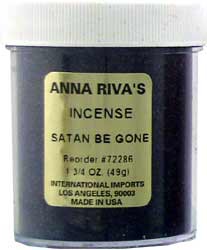 ANNA RIVA'S
INCENSE
SATAN BE GONE
Reorder #72286
1 3/4 OZ. (49g)
INTERNATIONAL IMPORTS
LOS ANGELES, 90003
MADE IN USA